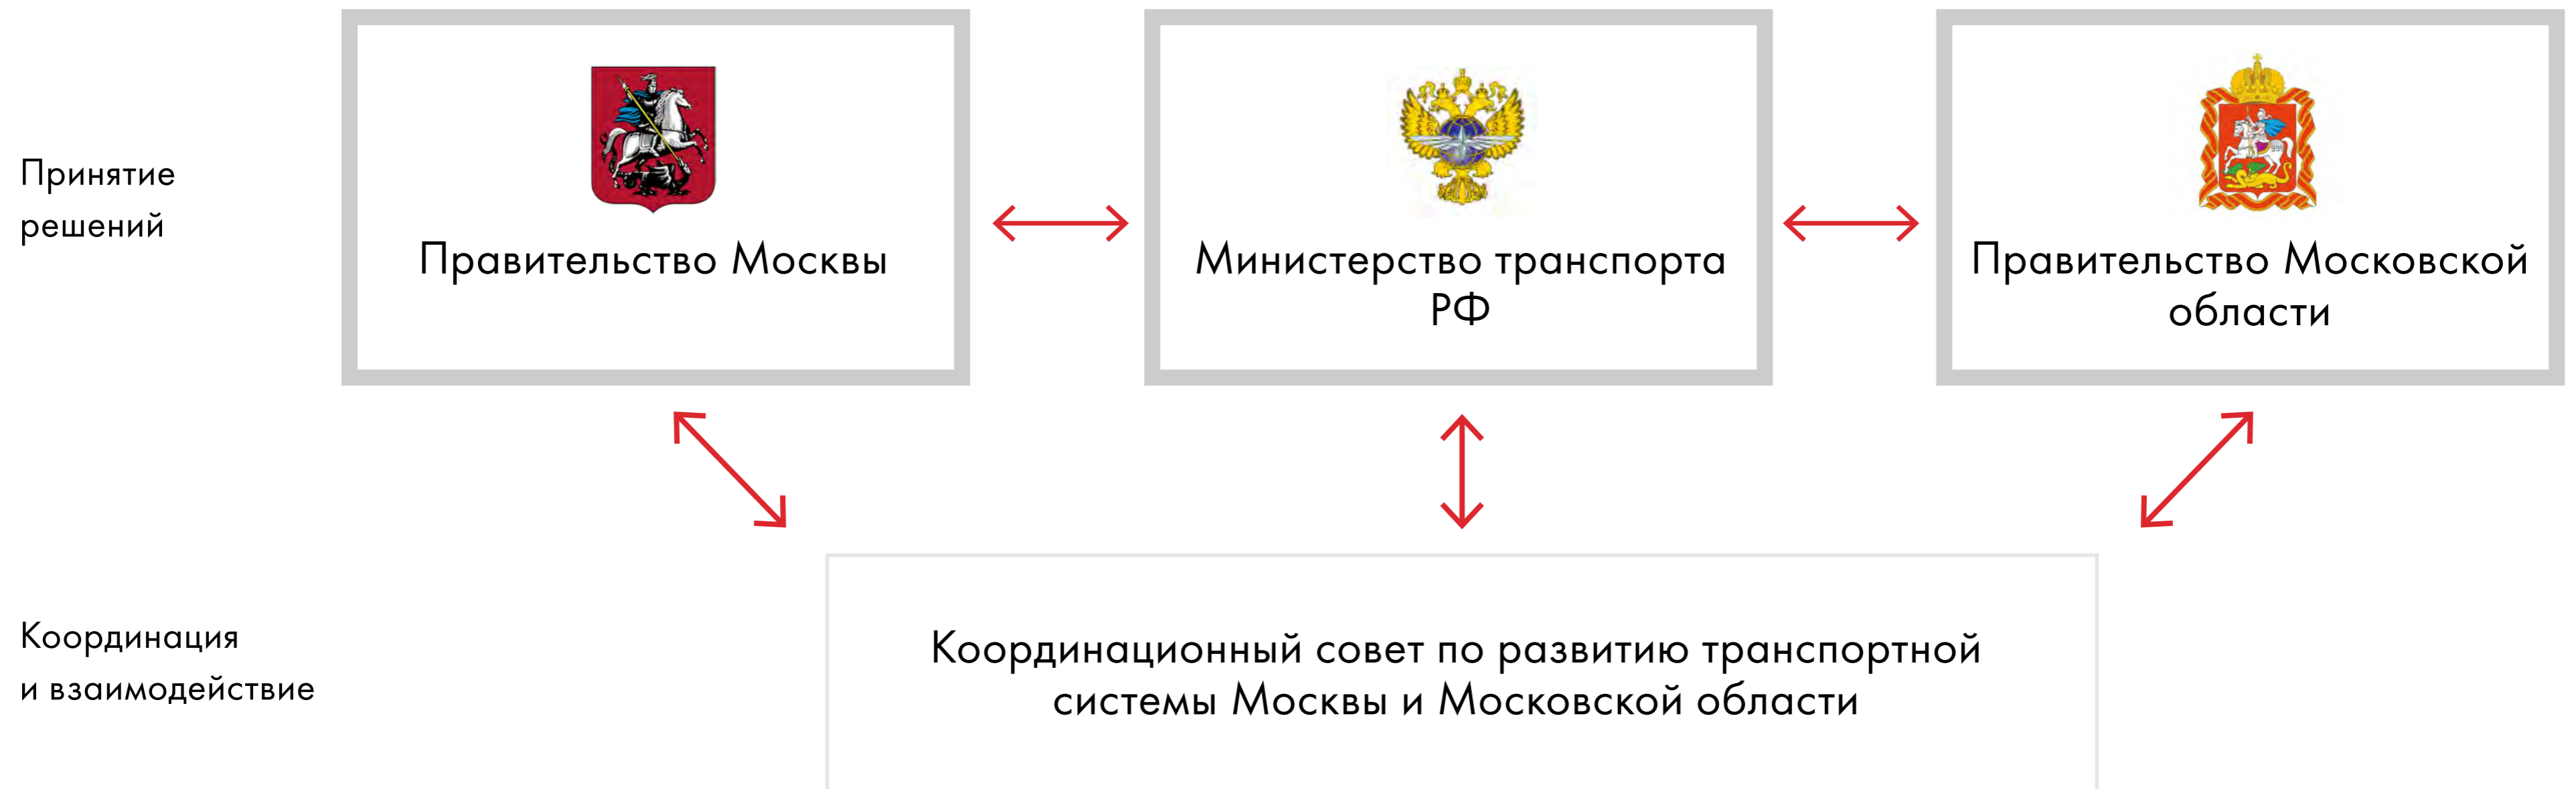 Принятие
решений
Правительство Москвы
Министерство транспорта
РФ
Правительство Московской
области
Координация
и взаимодействие
Координационный совет по развитию транспортной
системы Москвы и Московской области